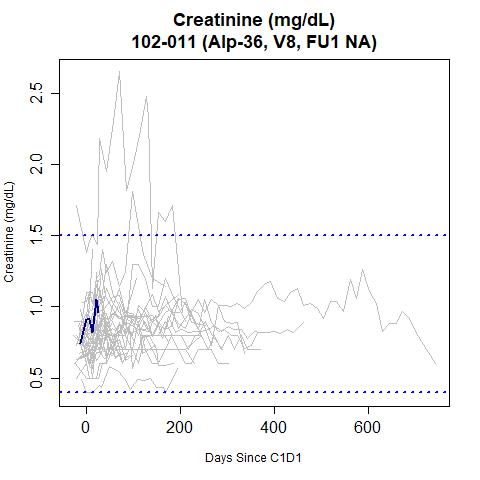 Creatinine (mg/dL)
102-011 (Alp-36, V8, FU1 NA)
Creatinine (mg/dL)
2.5
2.0
1.5
1.0
0.5
0
200
400
600
Days Since C1D1